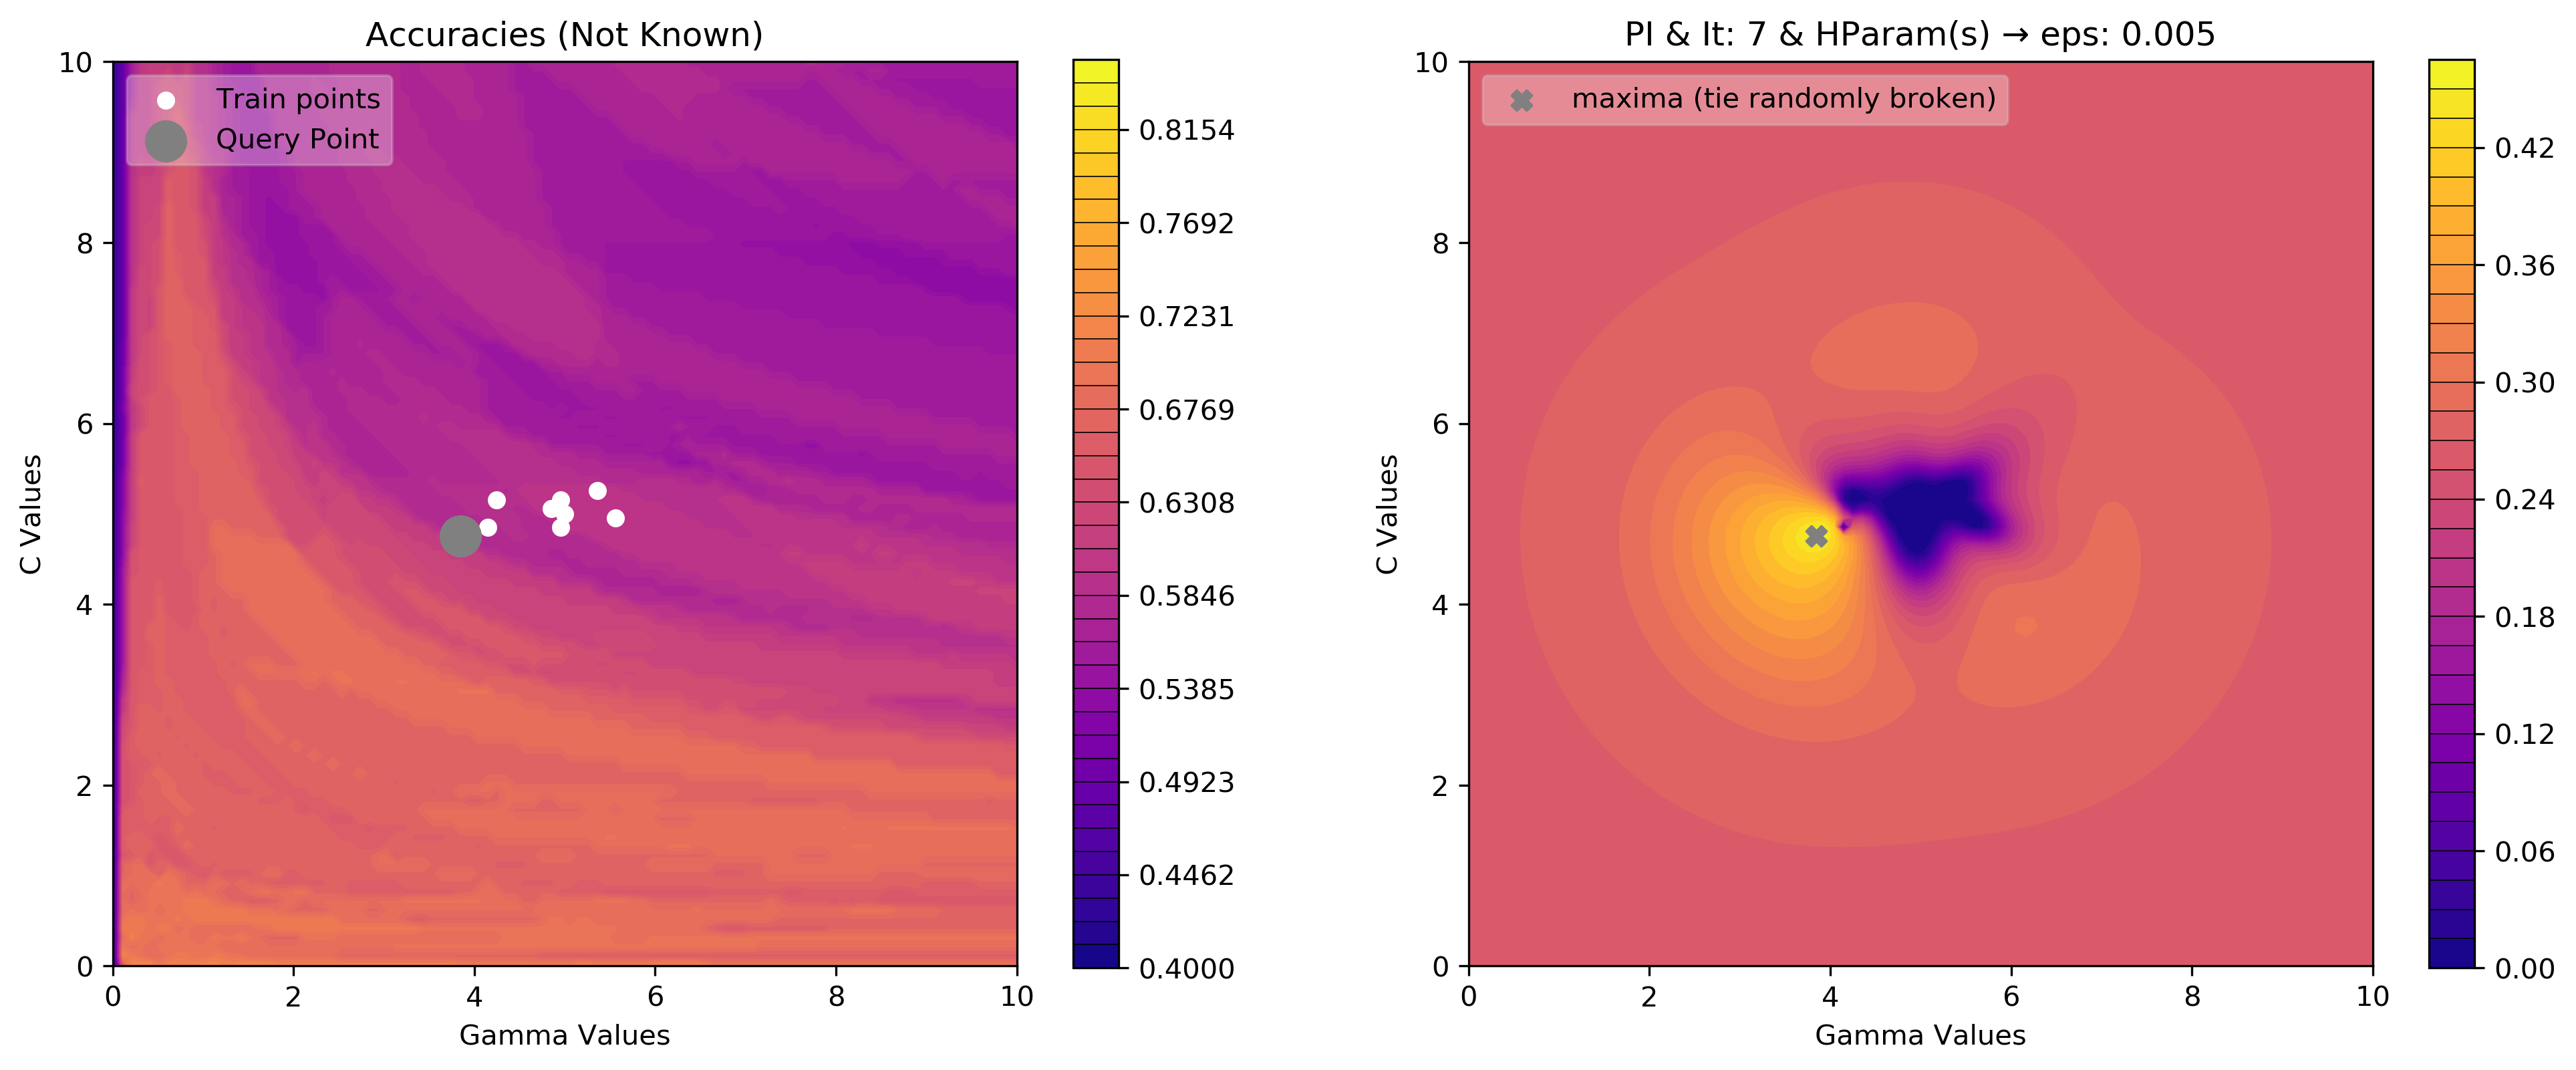 Accuracies (Not Known)
Train points
Query Point
10
8
6
4
2
0
C Values
0 2 4 6 8 10
Gamma Values
0.8154
0.7692
0.7231
0.6769
0.6308
0.5846
0.5385
0.4923
0.4462
0.4000
PI & It: 7 & HParam(s) → eps: 0.005
maxima (tie randomly broken)
10
8
6
4
2
0
C Values
0 2 4 6 8 10
Gamma Values
0.42
0.36
0.30
0.24
0.18
0.12
0.06
0.00